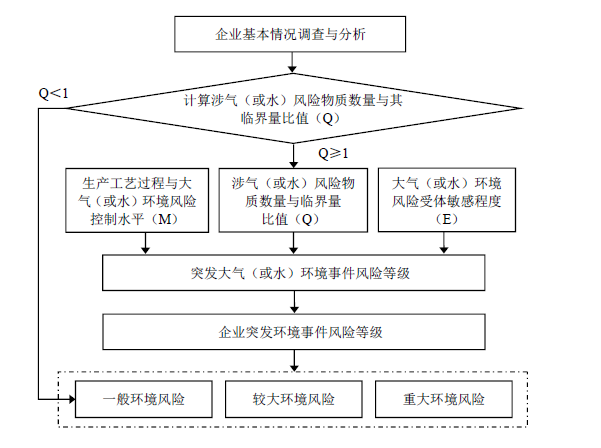 企业基本情况调查与分析
Q＜1
计算涉气（或水）风险物质数量与其
临界量比值（Q）
Q≥1
生产工艺过程与大
气（或水）环境风险
控制水平（M）
涉气（或水）风险物
质数量与临界量
比值（Q）
大气（或水）环境
风险受体敏感程度
（E）
突发大气（或水）环境事件风险等级
企业突发环境事件风险等级
一般环境风险
较大环境风险
重大环境风险